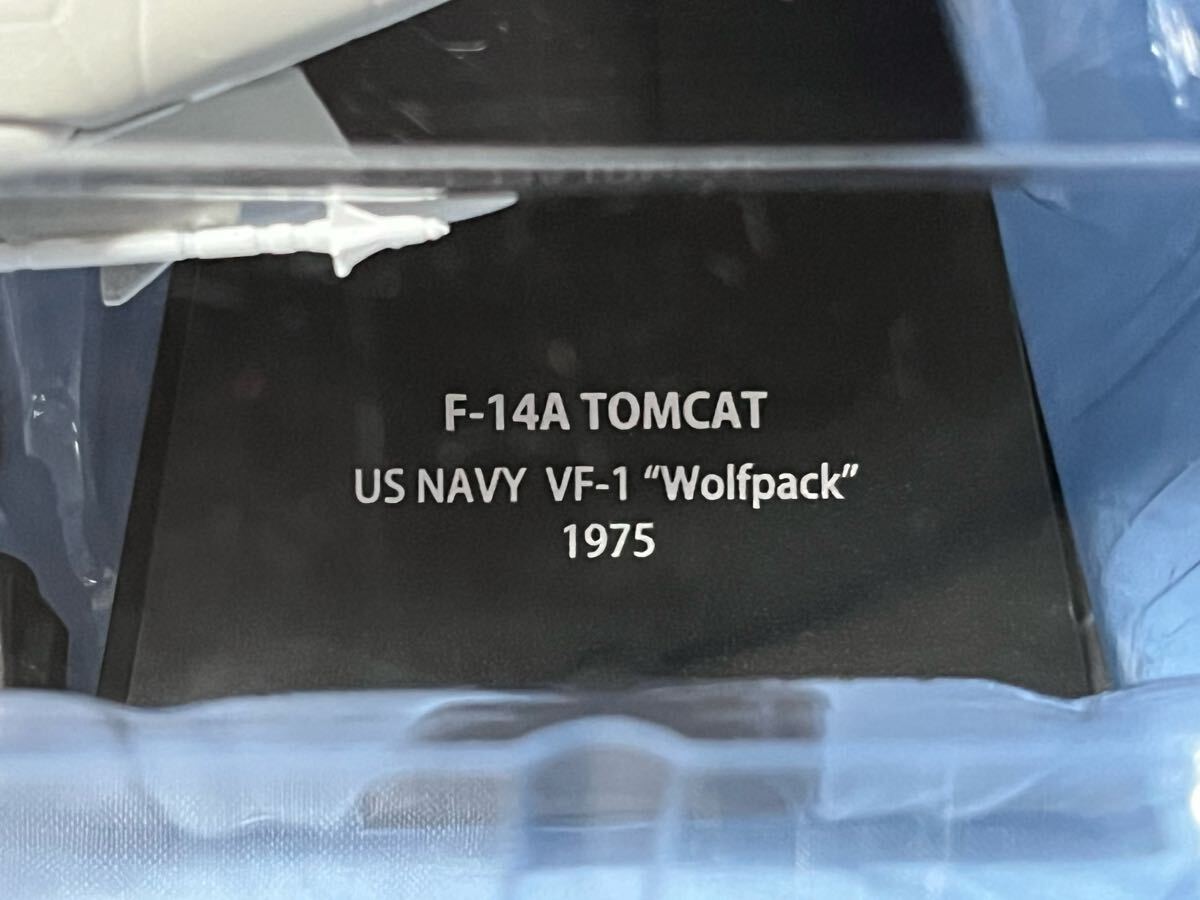 F-14A TOMCAT
US NAVY VF-1 “Wolfpack”
1975